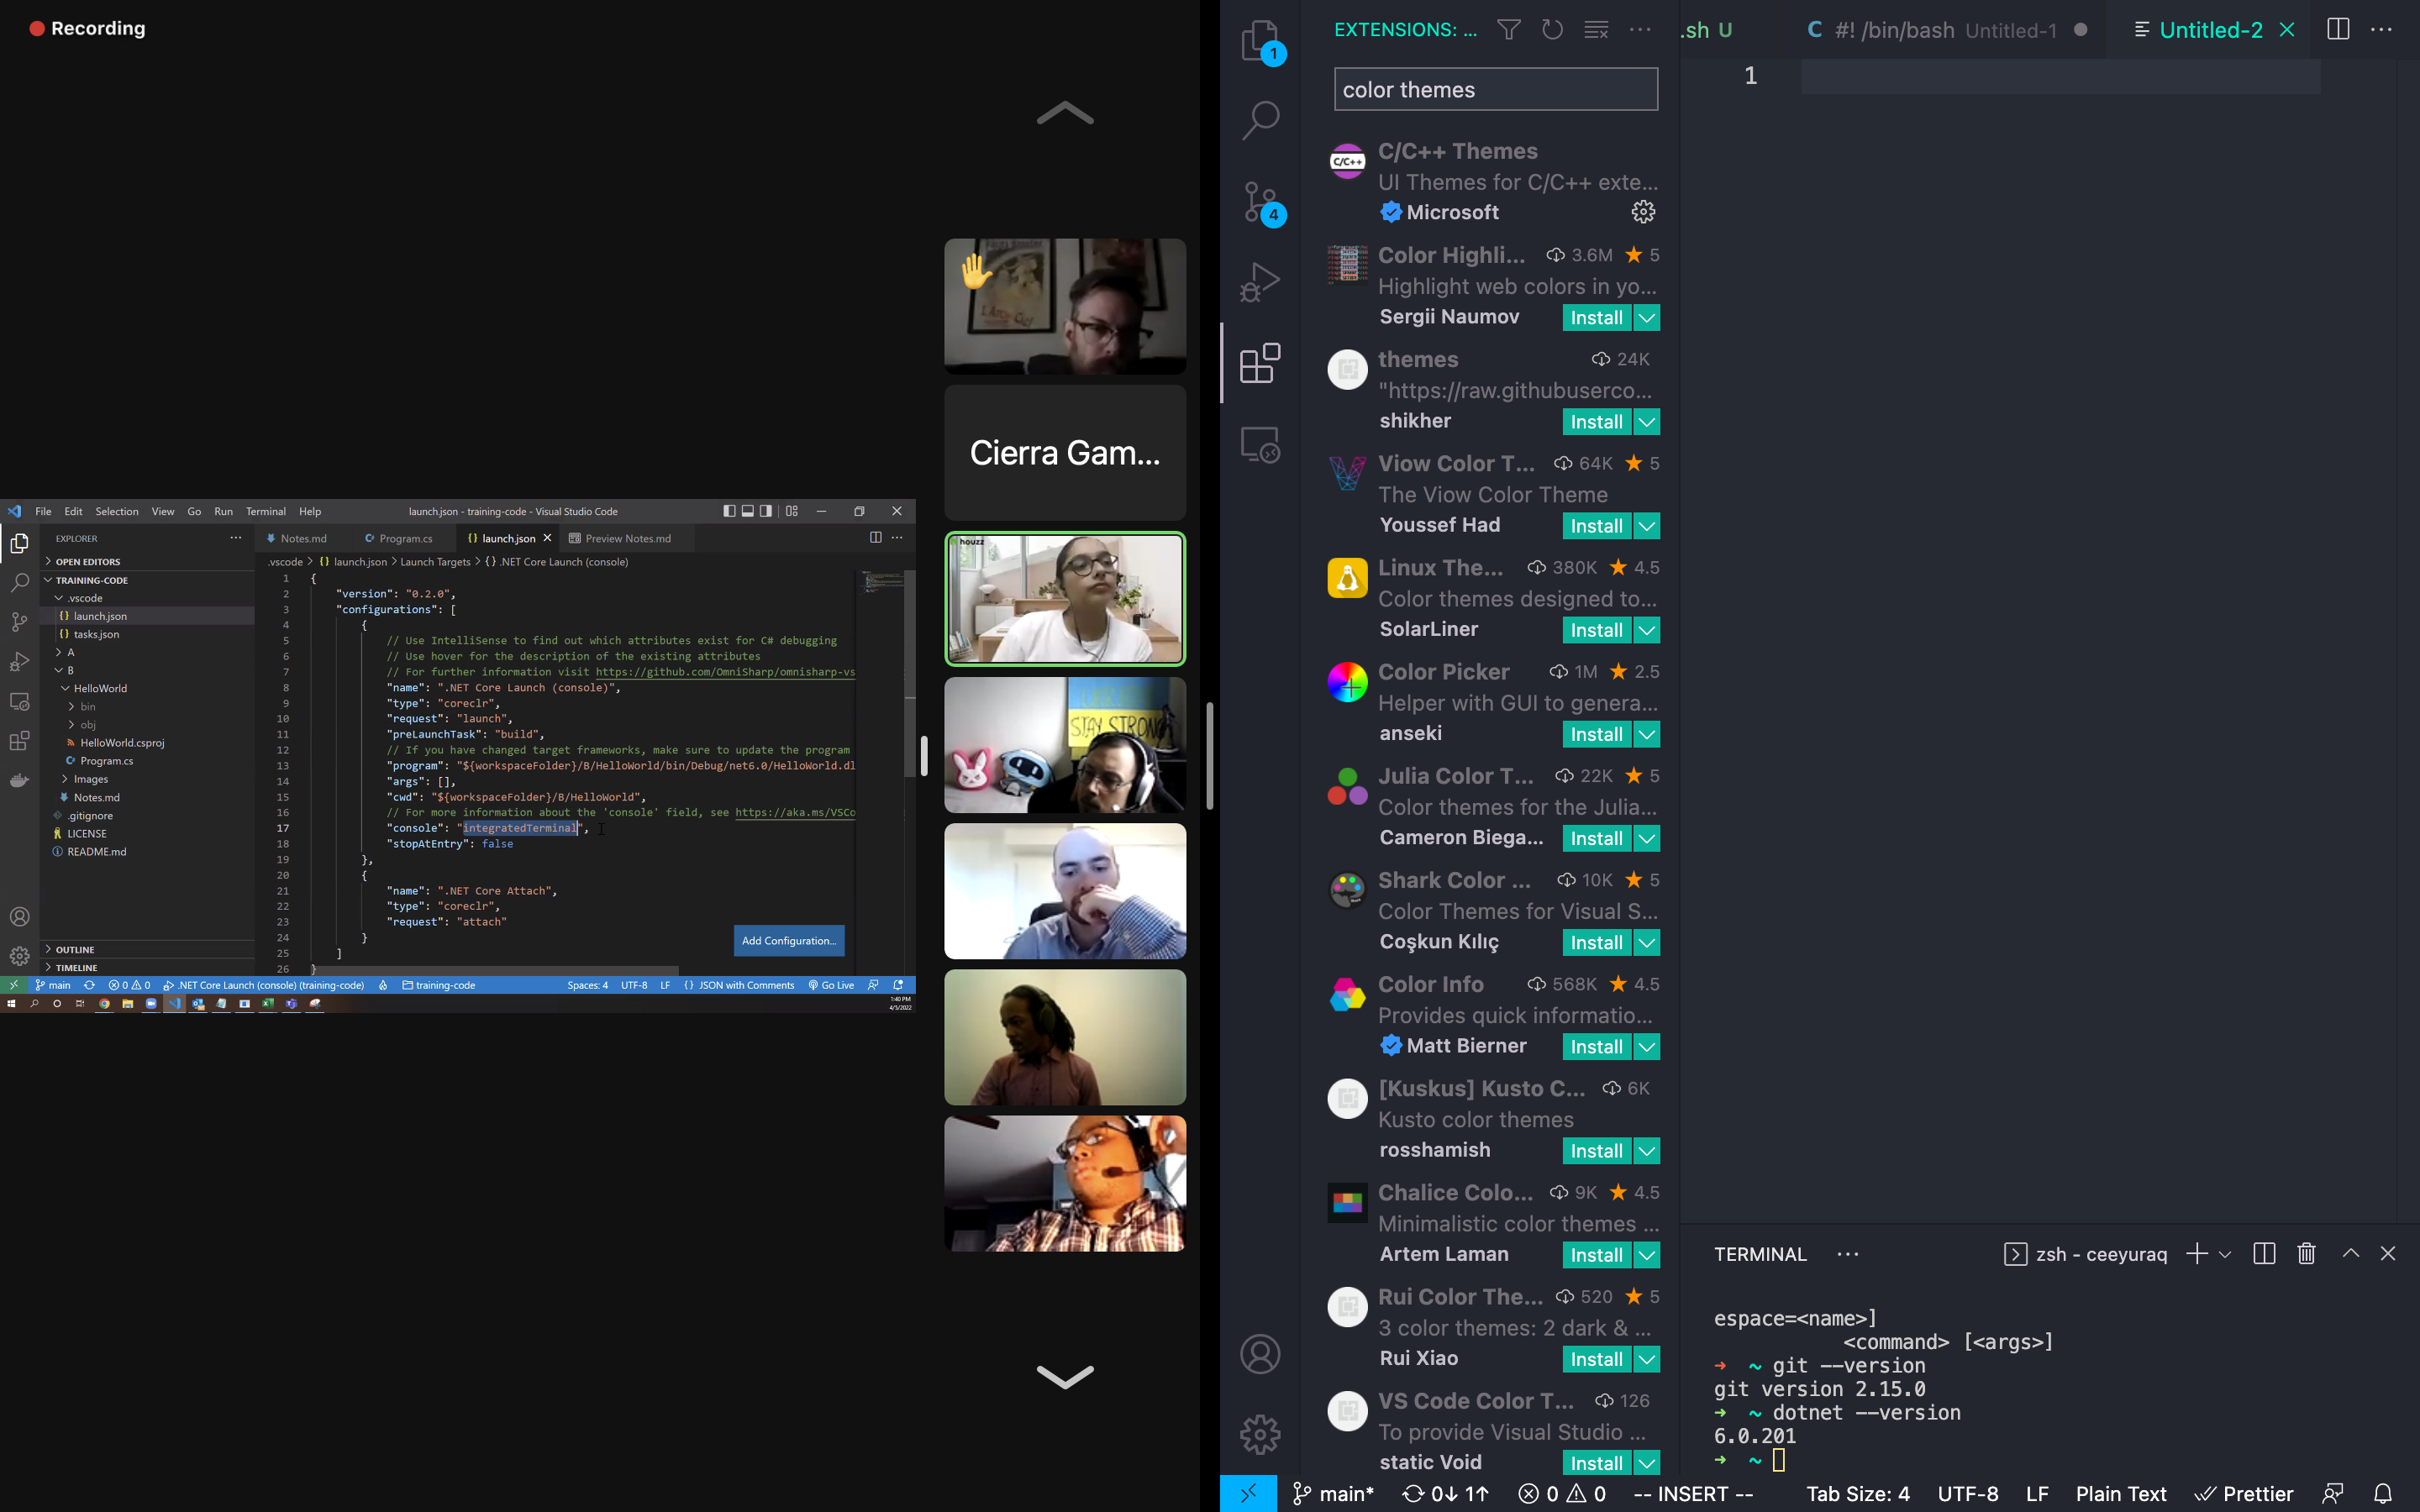 Recording
Cierra Gam...
houzz
STAY STRONG
File Edit Selection View Go Run Terminal Help
launch.json - training-code - Visual Studio Code
EXPLORER
OPEN EDITORS
TRAINING-CODE
.vscode
launch.json
tasks.json
A
B
HelloWorld
bin
obj
HelloWorld.csproj
Program.cs
Images
Notes.md
.gitignore
LICENSE
README.md
OUTLINE
TIMELINE
Notes.md Program.cs launch.json Preview Notes.md
.vscode > {} launch.json > Launch Targets > {} .NET Core Launch (console)
1 {
2 "version": "0.2.0",
3 "configurations": [
4 {
5 // Use IntelliSense to find out which attributes exist for C# debugging
6 // Use hover for the description of the existing attributes
7 // For further information visit https://github.com/OmniSharp/omnisharp-vs
8 "name": ".NET Core Launch (console)",
9 "type": "coreclr",
10 "request": "launch",
11 "preLaunchTask": "build",
12 // If you have changed target frameworks, make sure to update the program
13 "program": "${workspaceFolder}/B/HelloWorld/bin/Debug/net6.0/HelloWorld.dl
14 "args": [],
15 "cwd": "${workspaceFolder}/B/HelloWorld",
16 // For more information about the 'console' field, see https://aka.ms/VSCo
17 "console": "integratedTerminal",
18 "stopAtEntry": false
19 },
20 {
21 "name": ".NET Core Attach",
22 "type": "coreclr",
23 "request": "attach"
24 }
25 ]
26 }
Add Configuration...
main 0 0 .NET Core Launch (console) (training-code) training-code Spaces: 4 UTF-8 LF {} JSON with Comments Go Live
1:40 PM
4/5/2022
1
4
EXTENSIONS: ...
color themes
C/C++
C/C++ Themes
UI Themes for C/C++ exte...
Microsoft
Color Highli... 3.6M 5
Highlight web colors in yo...
Sergii Naumov Install
themes 24K
"https://raw.githubuserco...
shikher Install
Viow Color T... 64K 5
The Viow Color Theme
Youssef Had Install
Linux The... 380K 4.5
Color themes designed to...
SolarLiner Install
Color Picker 1M 2.5
Helper with GUI to genera...
anseki Install
Julia Color T... 22K 5
Color themes for the Julia...
Cameron Biega... Install
Shark Color ... 10K 5
Color Themes for Visual S...
Coşkun Kılıç Install
Color Info 568K 4.5
Provides quick informatio...
Matt Bierner Install
[Kuskus] Kusto C... 6K
Kusto color themes
rosshamish Install
Chalice Colo... 9K 4.5
Minimalistic color themes ...
Artem Laman Install
Rui Color The... 520 5
3 color themes: 2 dark & ...
Rui Xiao Install
VS Code Color T... 126
To provide Visual Studio ...
static Void Install
.sh U #! /bin/bash Untitled-1 Untitled-2
1
TERMINAL ... zsh - ceeyuraq
espace=<name>]
<command> [<args>]
➜ ~ git --version
git version 2.15.0
➜ ~ dotnet --version
6.0.201
➜ ~
main* 0↓ 1↑ 0 0 -- INSERT -- Tab Size: 4 UTF-8 LF Plain Text Prettier